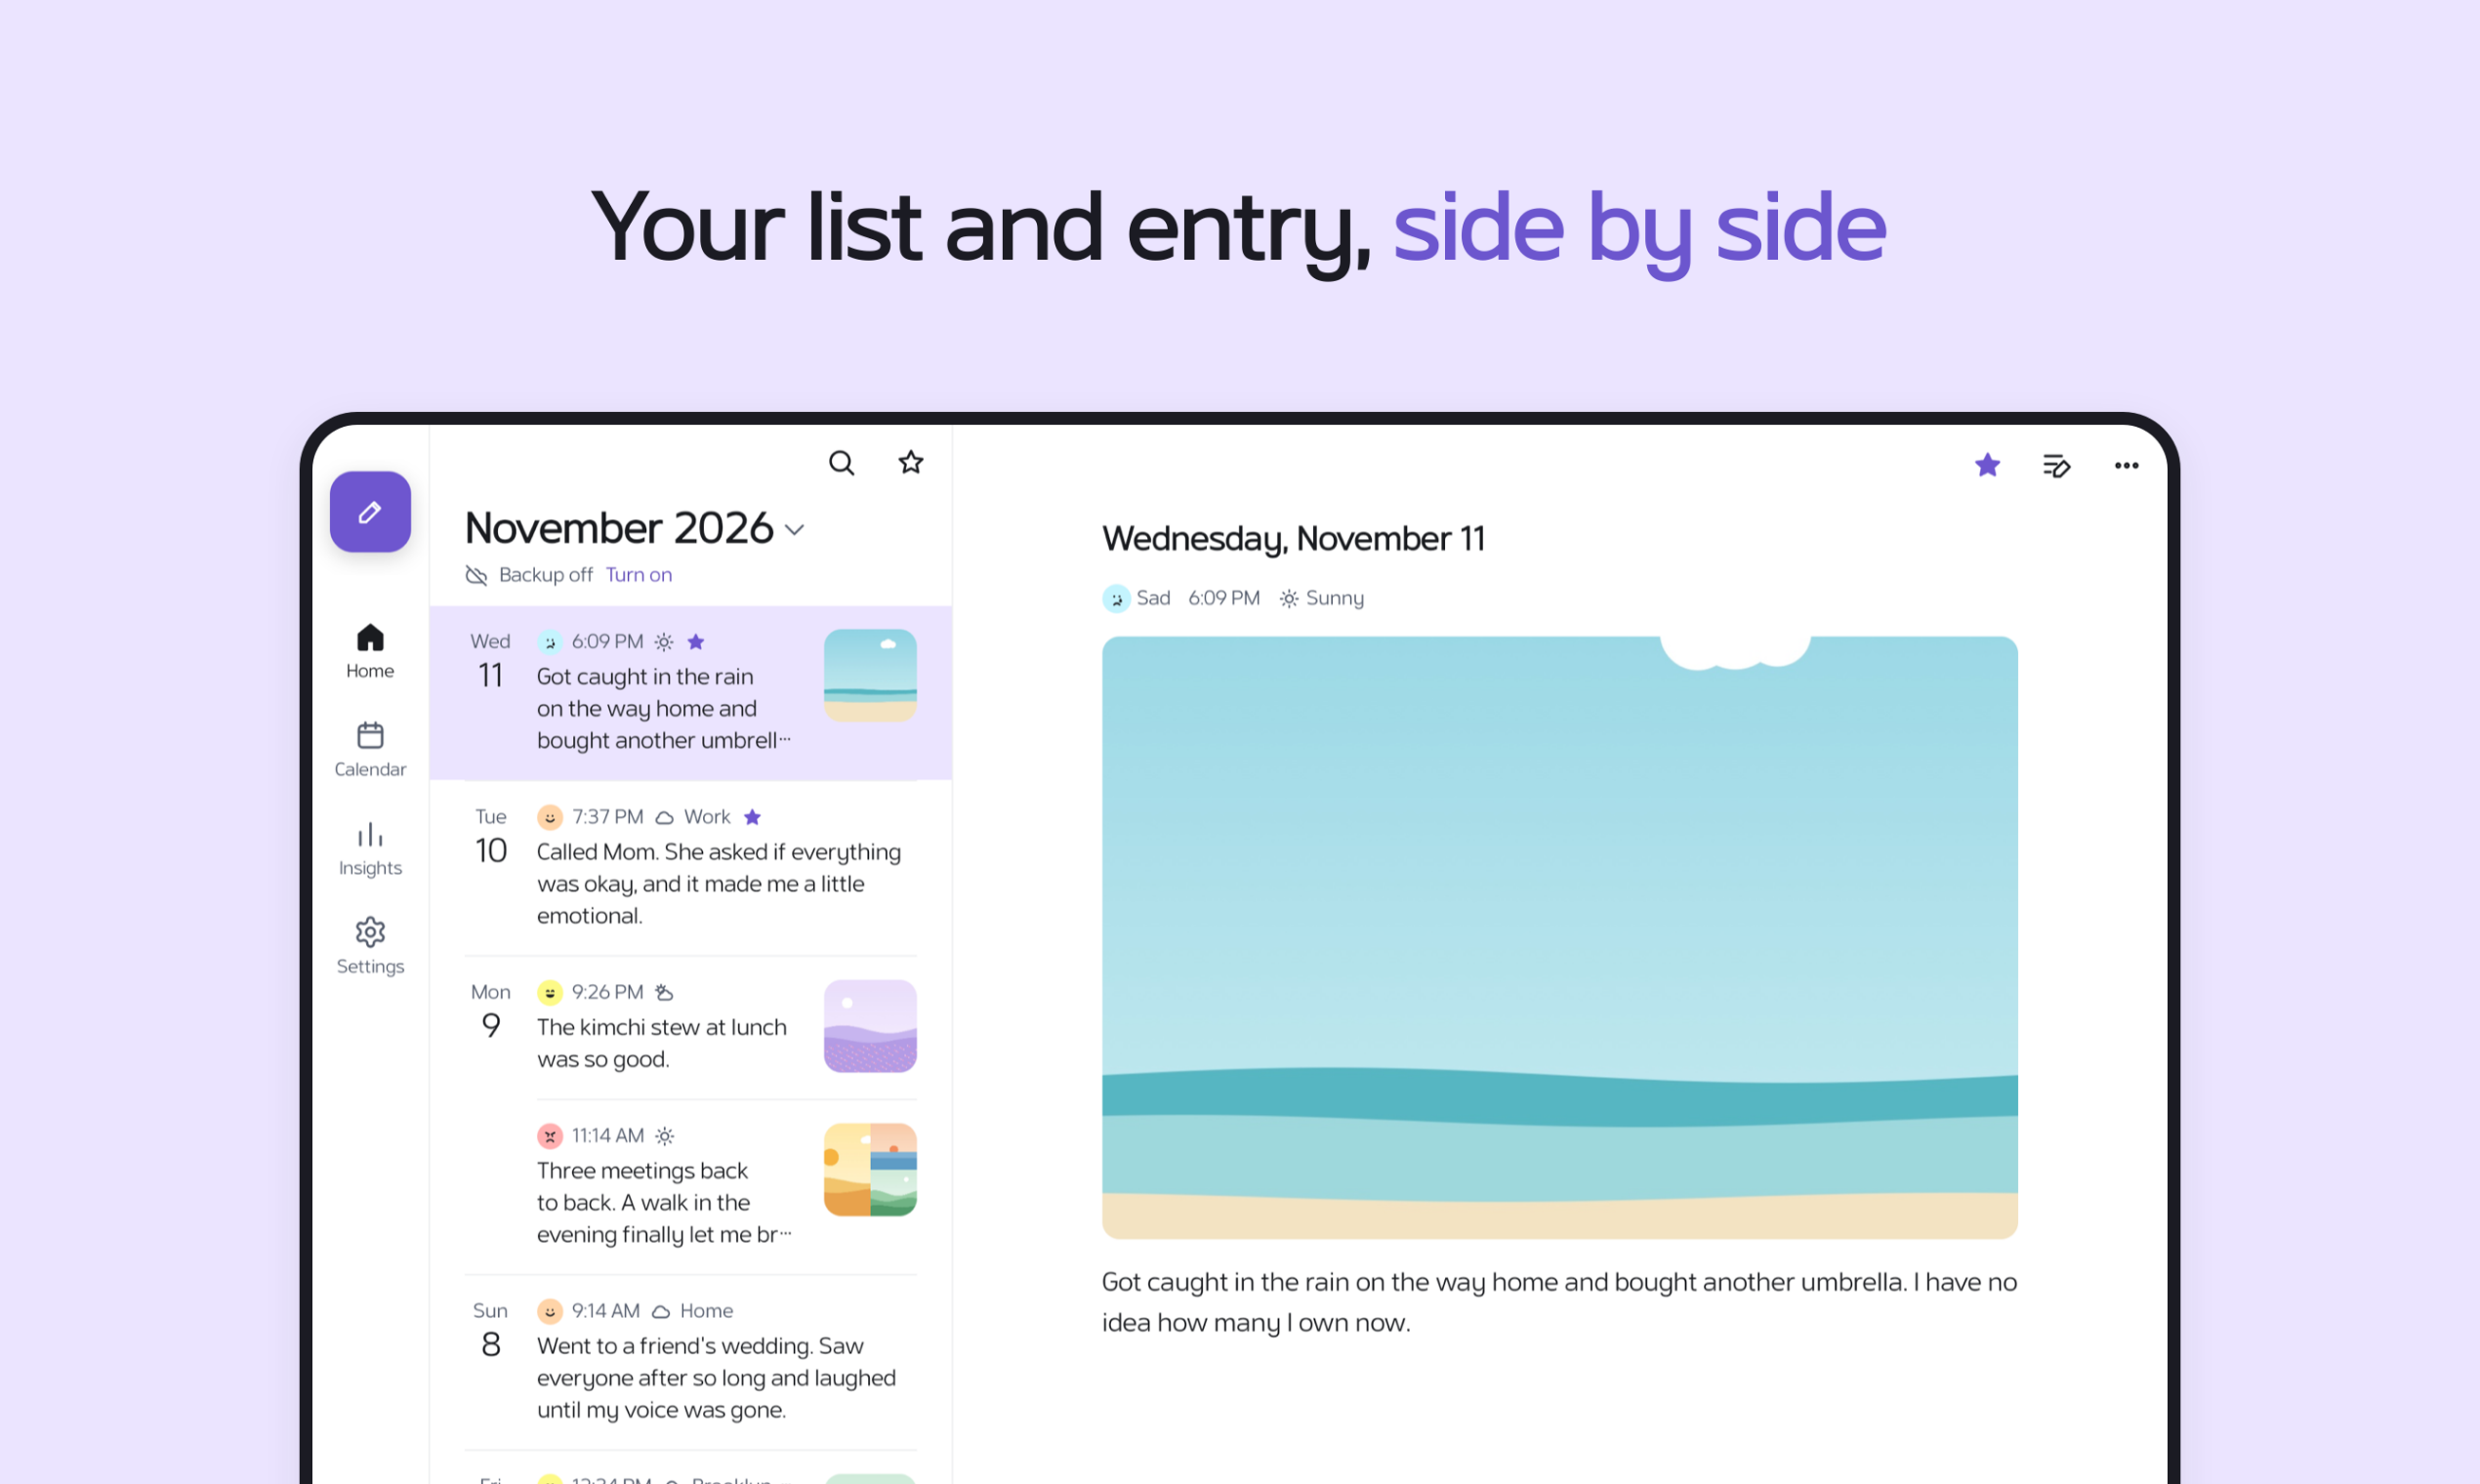 Your list and entry, side by side
Home
Calendar
Insights
Settings
November 2026
Backup off Turn on
Wed
11
6:09 PM
Got caught in the rain
on the way home and
bought another umbrell…
Tue
10
7:37 PM Work
Called Mom. She asked if everything
was okay, and it made me a little
emotional.
Mon
9
9:26 PM
The kimchi stew at lunch
was so good.
11:14 AM
Three meetings back
to back. A walk in the
evening finally let me br…
Sun
8
9:14 AM Home
Went to a friend's wedding. Saw
everyone after so long and laughed
until my voice was gone.
Wednesday, November 11
Sad 6:09 PM Sunny
Got caught in the rain on the way home and bought another umbrella. I have no
idea how many I own now.